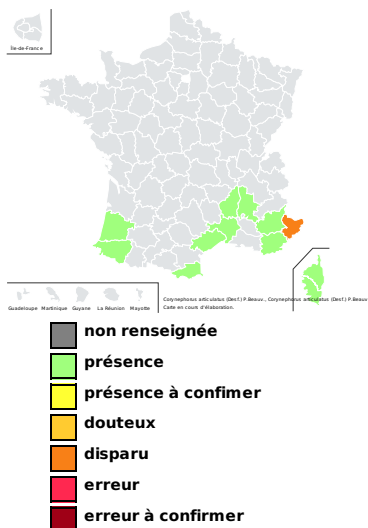 Île-de-France
Guadeloupe Martinique Guyane La Réunion Mayotte
Corynephorus articulatus (Desf.) P.Beauv., Corynephorus articulatus (Desf.) P.Beauv
Carte en cours d'élaboration.
non renseignée
présence
présence à confimer
douteux
disparu
erreur
erreur à confirmer